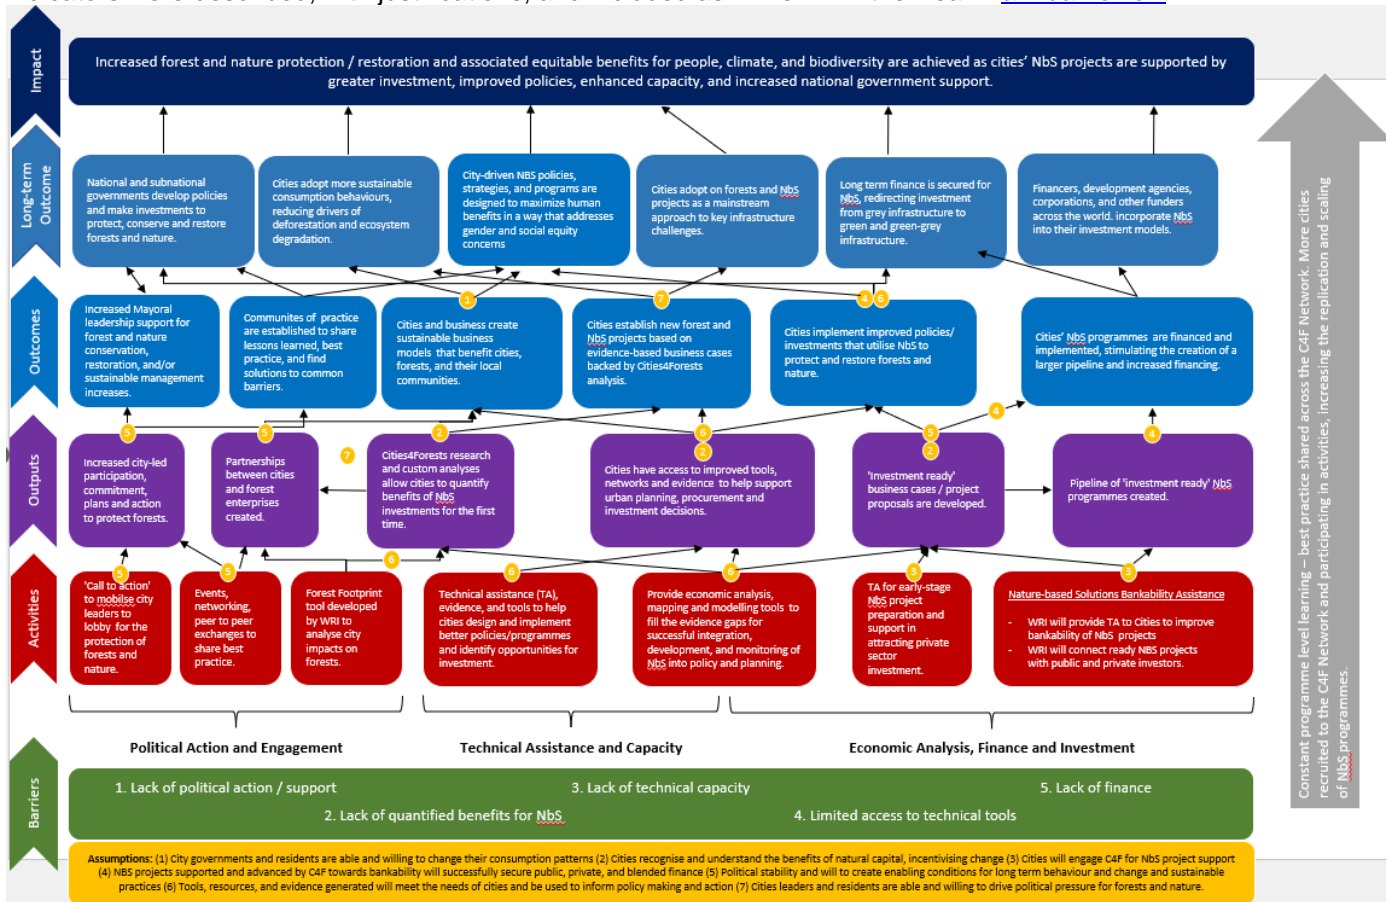 Impact
Increased forest and nature protection / restoration and associated equitable benefits for people, climate, and biodiversity are achieved as cities' NbS projects are supported by
greater investment, improved policies, enhanced capacity, and increased national government support.
Long-term
Outcome
National and subnational
governments develop policies
and make investments to
protect, conserve and restore
forests and nature.
Cities adopt more sustainable
consumption behaviours,
reducing drivers of
deforestation and ecosystem
degradation.
City-driven NBS policies,
strategies, and programs are
designed to maximize human
benefits in a way that addresses
gender and social equity
concerns
Cities adopt on forests and NbS
projects as a mainstream
approach to key infrastructure
challenges.
Long term finance is secured for
NbS, redirecting investment
from grey infrastructure to
green and green-grey
infrastructure.
Financers, development agencies,
corporations, and other funders
across the world. incorporate NbS
into their investment models.
Outcomes
1
7
4
6
Increased Mayoral
leadership support for
forest and nature
conservation,
restoration, and/or
sustainable management
increases.
Communites of practice
are established to share
lessons learned, best
practice, and find
solutions to common
barriers.
Cities and business create
sustainable business
models that benefit cities,
forests, and their local
communities.
Cities establish new forest and
NbS projects based on
evidence-based business cases
backed by Cities4Forests
analysis.
Cities implement improved policies/
investments that utilise NbS to
protect and restore forests and
nature.
Cities' NbS programmes are financed and
implemented, stimulating the creation of a
larger pipeline and increased financing.
4
Outputs
5
5
7
2
6
2
5
2
4
Increased city-led
participation,
commitment,
plans and action
to protect forests.
Partnerships
between cities
and forest
enterprises
created.
Cities4Forests research
and custom analyses
allow cities to quantify
benefits of NbS
investments for the first
time.
Cities have access to improved tools,
networks and evidence to help support
urban planning, procurement and
investment decisions.
'Investment ready'
business cases / project
proposals are developed.
Pipeline of 'investment ready' NbS
programmes created.
6
Activities
5
5
6
6
3
3
'Call to action'
to mobilse city
leaders to
lobby for the
protection of
forests and
nature.
Events,
networking,
peer to peer
exchanges to
share best
practice.
Forest Footprint
tool developed
by WRI to
analyse city
impacts on
forests.
Technical assistance (TA),
evidence, and tools to help
cities design and implement
better policies/programmes
and identify opportunities for
investment.
Provide economic analysis,
mapping and modelling tools to
fill the evidence gaps for
successful integration,
development, and monitoring of
NbS into policy and planning.
TA for early-stage
NbS project
preparation and
support in
attracting private
sector
investment.
Nature-based Solutions Bankability Assistance
- WRI will provide TA to Cities to improve
bankability of NbS projects
- WRI will connect ready NBS projects
with public and private investors.
Political Action and Engagement
Technical Assistance and Capacity
Economic Analysis, Finance and Investment
Barriers
1. Lack of political action / support
3. Lack of technical capacity
5. Lack of finance
2. Lack of quantified benefits for NbS
4. Limited access to technical tools
Assumptions: (1) City governments and residents are able and willing to change their consumption patterns (2) Cities recognise and understand the benefits of natural capital, incentivising change (3) Cities will engage C4F for NbS project support
(4) NBS projects supported and advanced by C4F towards bankability will successfully secure public, private, and blended finance (5) Political stability and will to create enabling conditions for long term behaviour and change and sustainable
practices (6) Tools, resources, and evidence generated will meet the needs of cities and be used to inform policy making and action (7) Cities leaders and residents are able and willing to drive political pressure for forests and nature.
Constant programme level learning – best practice shared across the C4F Network. More cities
recruited to the C4F Network and participating in activities, increasing the replication and scaling
of NbS programmes.